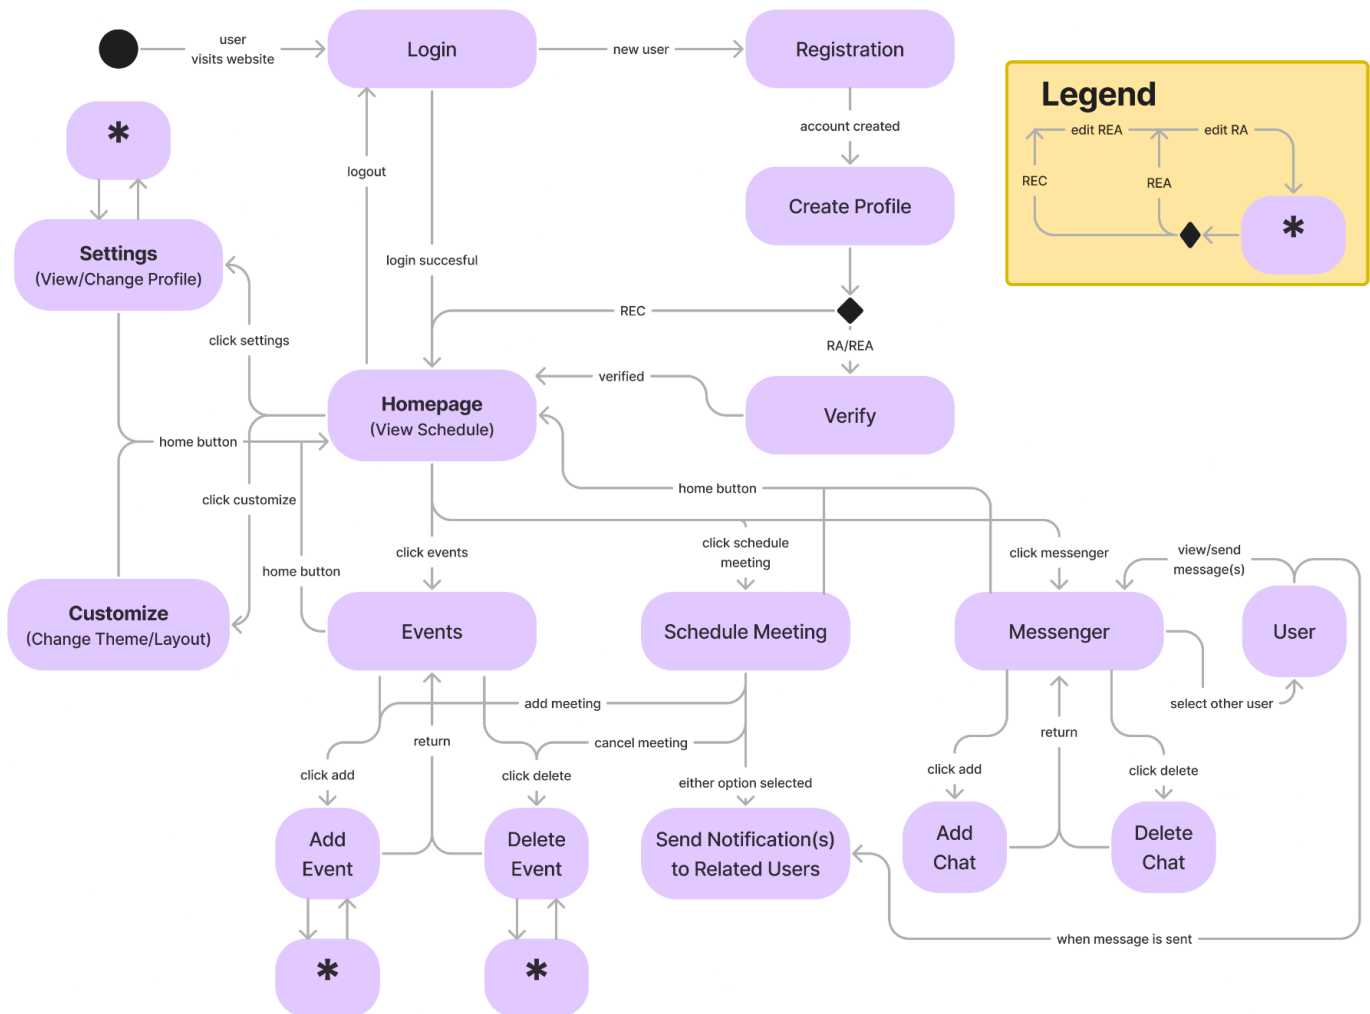 user
visits website
Login
new user
Registration
Legend
edit REA
edit RA
REC
REA
*
*
account created
logout
Create Profile
Settings
(View/Change Profile)
login succesful
REC
click settings
RA/REA
verified
Homepage
(View Schedule)
Verify
home button
home button
click customize
click events
click schedule
meeting
click messenger
view/send
message(s)
home button
Customize
(Change Theme/Layout)
Events
Schedule Meeting
Messenger
User
add meeting
select other user
return
cancel meeting
return
click add
click delete
either option selected
click add
click delete
Add
Event
Delete
Event
Send Notification(s)
to Related Users
Add
Chat
Delete
Chat
when message is sent
*
*